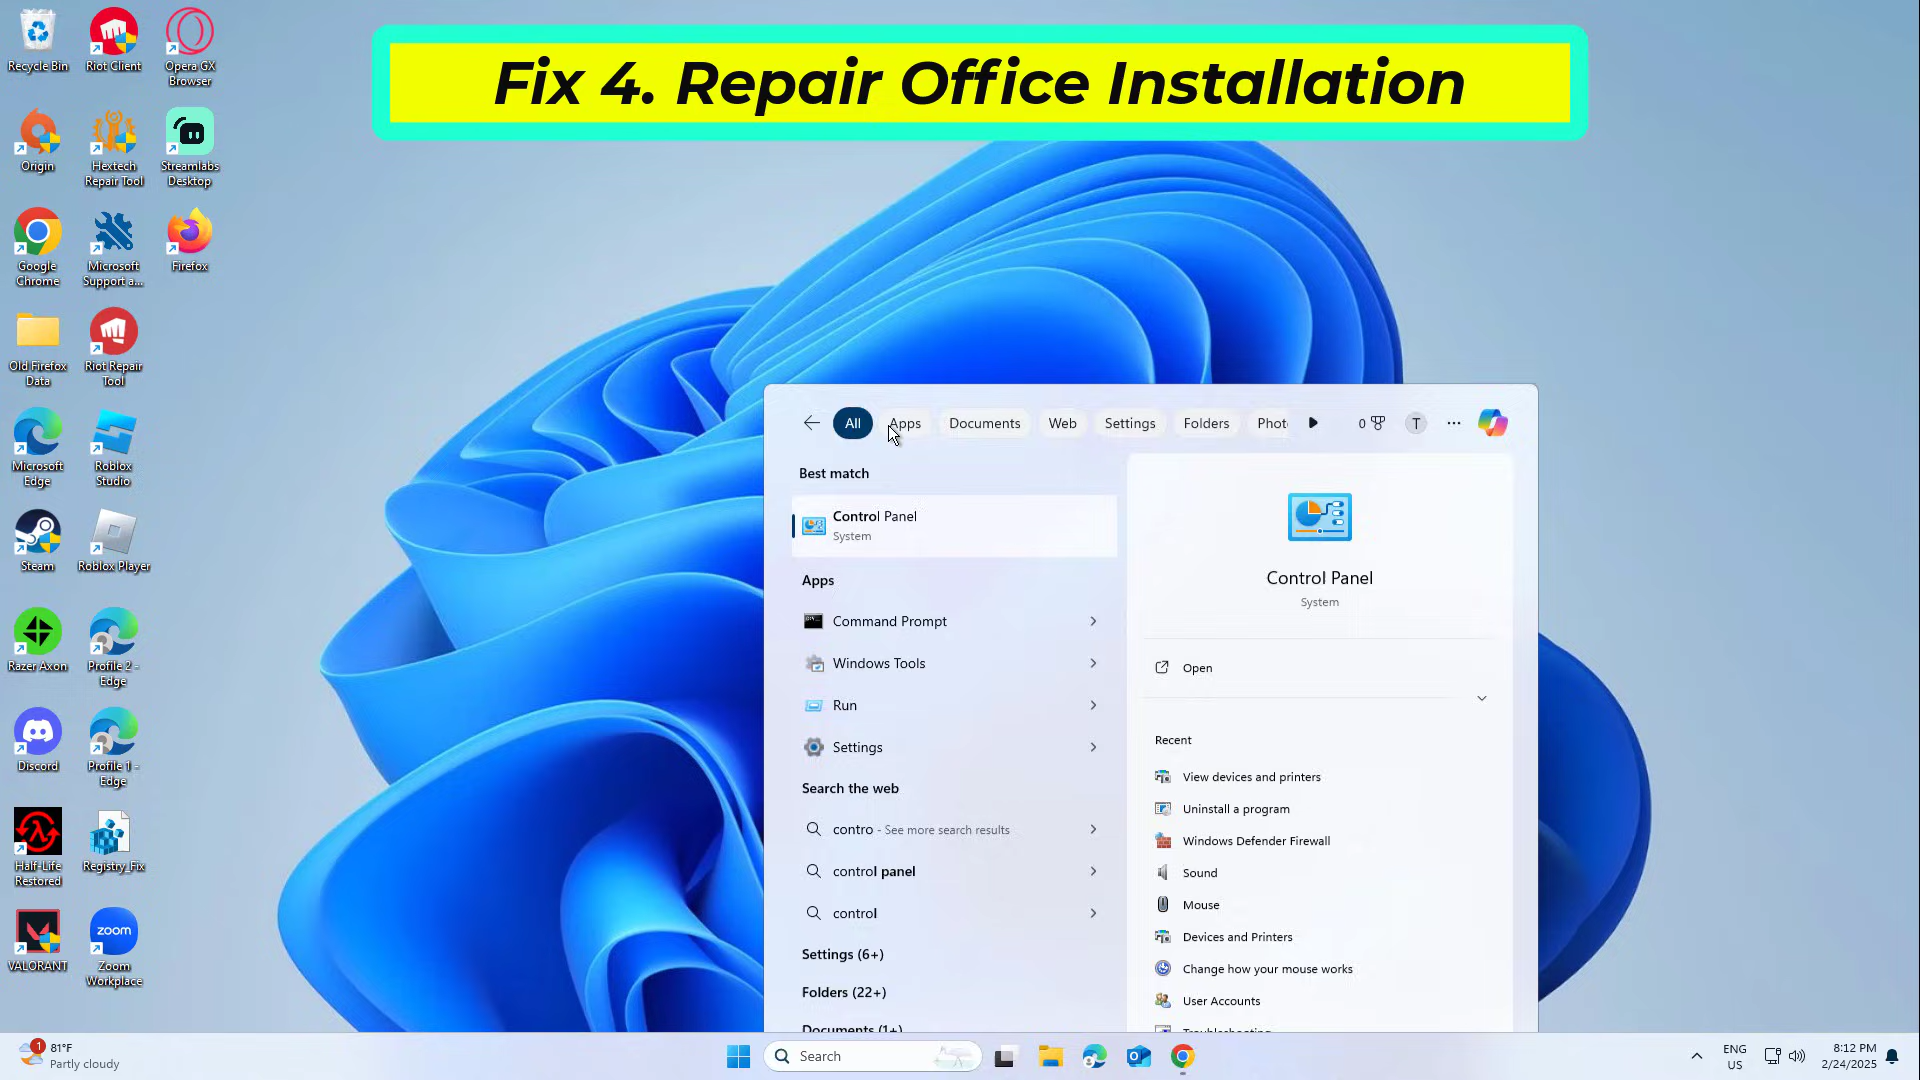 Fix 4. Repair Office Installation
Recycle Bin
Riot Client
Opera GX
Browser
Origin
Hextech
Repair Tool
Streamlabs
Desktop
Google
Chrome
Microsoft
Support a...
Firefox
Old Firefox
Data
Riot Repair
Tool
Microsoft
Edge
Roblox
Studio
Steam
Roblox Player
Razer Axon
Profile 2 -
Edge
Discord
Profile 1 -
Edge
Half-Life
Restored
Registry_Fix
VALORANT
zoom
Zoom
Workplace
All
Apps
Documents
Web
Settings
Folders
Phot
0
T
Best match
Control Panel
System
Apps
Command Prompt
Windows Tools
Run
Settings
Search the web
contro - See more search results
control panel
control
Settings (6+)
Folders (22+)
Documents (1+)
Control Panel
System
Open
Recent
View devices and printers
Uninstall a program
Windows Defender Firewall
Sound
Mouse
Devices and Printers
Change how your mouse works
User Accounts
Troubleshooting
1
81°F
Partly cloudy
Search
ENG
US
8:12 PM
2/24/2025